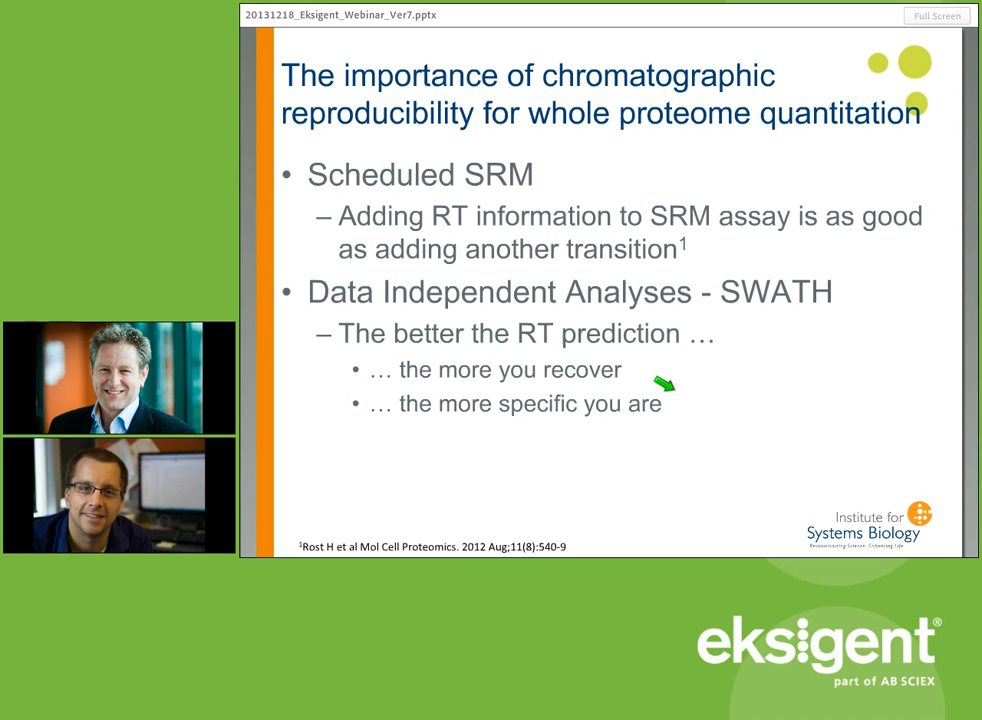 20131218_Eksigent_Webinar_Ver7.pptx
Full Screen
The importance of chromatographic
reproducibility for whole proteome quantitation
• Scheduled SRM
– Adding RT information to SRM assay is as good
as adding another transition¹
• Data Independent Analyses - SWATH
– The better the RT prediction …
• … the more you recover
• … the more specific you are
Institute for
Systems Biology
Revolutionizing Science. Enhancing Life.
¹Rost H et al Mol Cell Proteomics. 2012 Aug;11(8):540-9
eksigent®
part of AB SCIEX